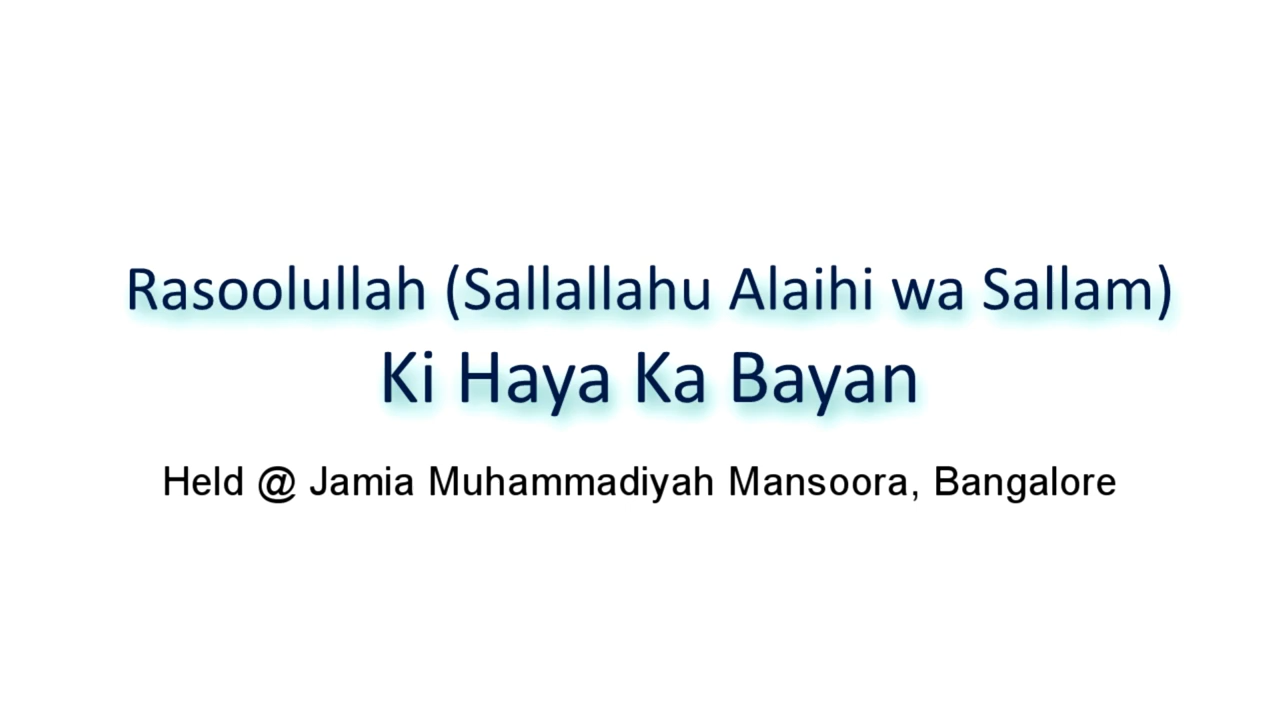 Rasoolullah (Sallallahu Alaihi wa Sallam)
Ki Haya Ka Bayan
Held @ Jamia Muhammadiyah Mansoora, Bangalore